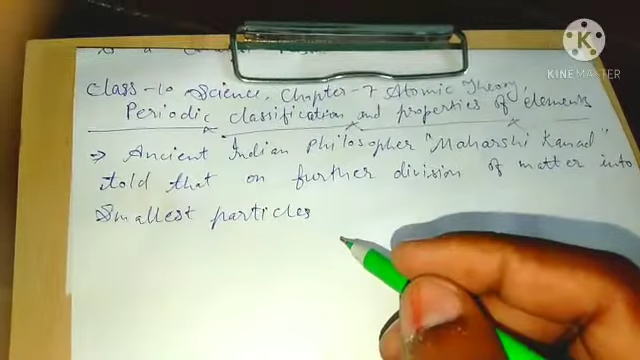 KINEMASTER
Class-10 Science, Chapter-7 Atomic Theory,
Periodic classification and properties of elements
⇒ Ancient Indian Philosopher "Maharshi Kanad"
told that on further division of matter into
Smallest particles